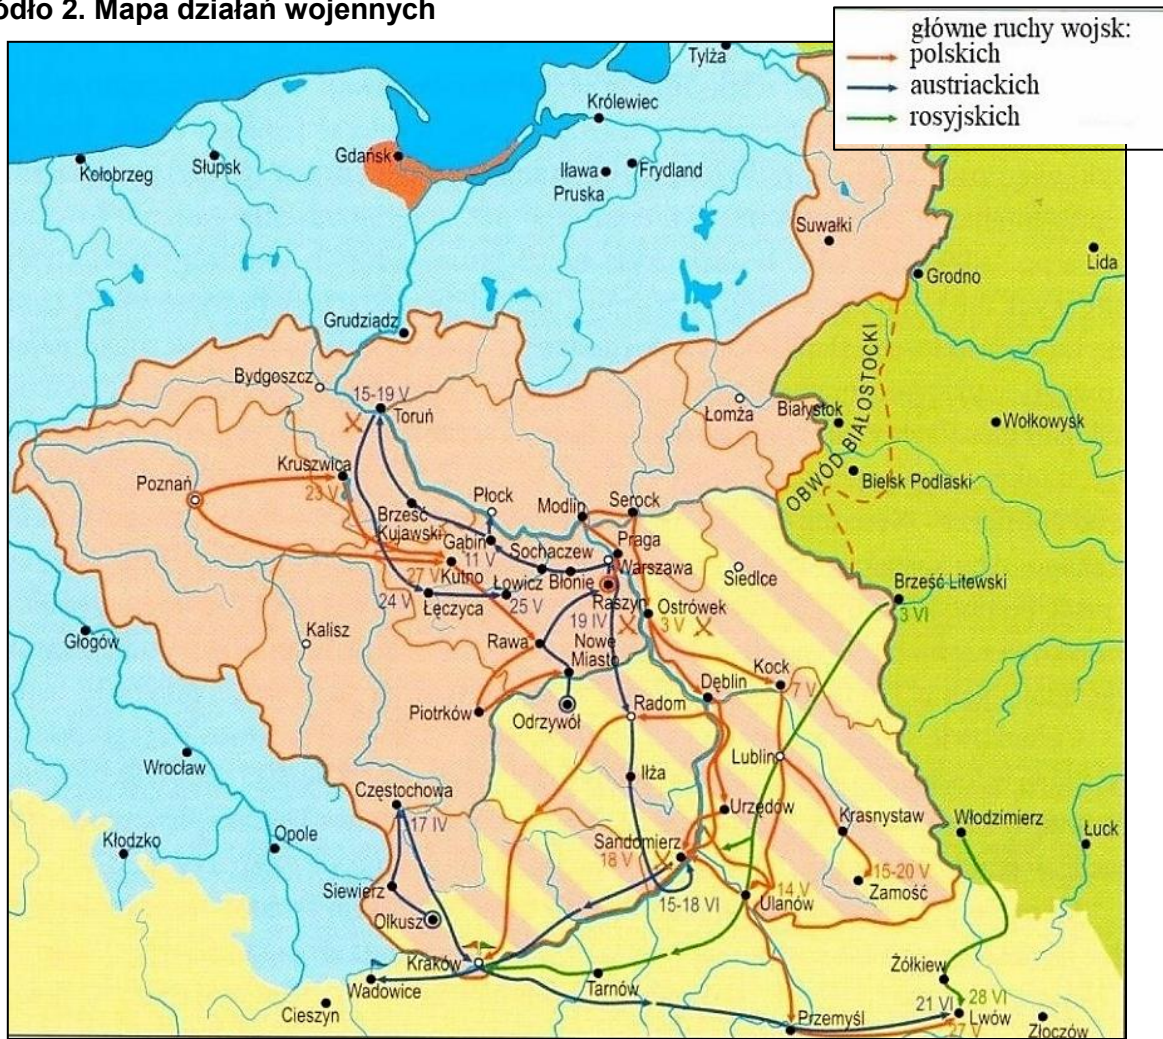 ódło 2. Mapa działań wojennych
główne ruchy wojsk:
polskich
austriackich
rosyjskich
Tylża
Królewiec
Kołobrzeg
Słupsk
Gdańsk
Iława
Pruska
Frydland
Suwałki
Grodno
Lida
Grudziądz
Bydgoszcz
15-19 V
Toruń
Łomża
Białystok
OBWÓD BIAŁOSTOCKI
Wołkowysk
Bielsk Podlaski
Kruszwica
23 V
Poznań
Płock
Modlin
Serock
Brześć
Kujawski
Gąbin
11 V
Sochaczew
Praga
Warszawa
Siedlce
Brześć Litewski
3 VI
27 V
Kutno
Łowicz
25 V
Błonie
Raszyn
19 IV
24 V
Łęczyca
Ostrówek
3 V
Głogów
Kalisz
Rawa
Nowe
Miasto
Kock
7 V
Dęblin
Piotrków
Odrzywół
Radom
Lublin
Wrocław
Iłża
Częstochowa
17 IV
Urzędów
Krasnystaw
Włodzimierz
Łuck
Kłodzko
Opole
Sandomierz
18 V
15-20 V
Zamość
Siewierz
15-18 VI
14 V
Ulanów
Olkusz
Kraków
Żółkiew
Wadowice
Tarnów
Cieszyn
Przemyśl
21 VI
28 VI
Lwów
27 V
Złoczów